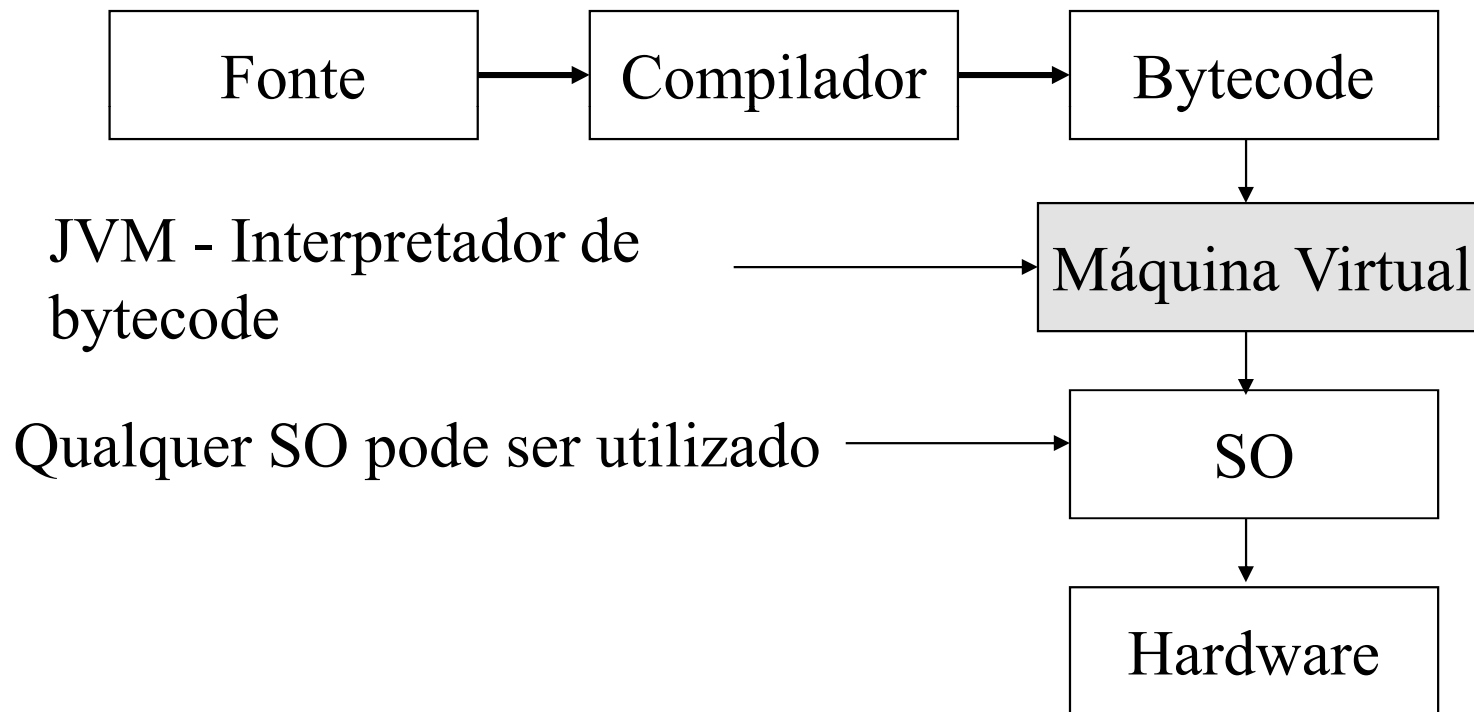 Fonte
Compilador
Bytecode
JVM - Interpretador de
bytecode
Máquina Virtual
Qualquer SO pode ser utilizado
SO
Hardware